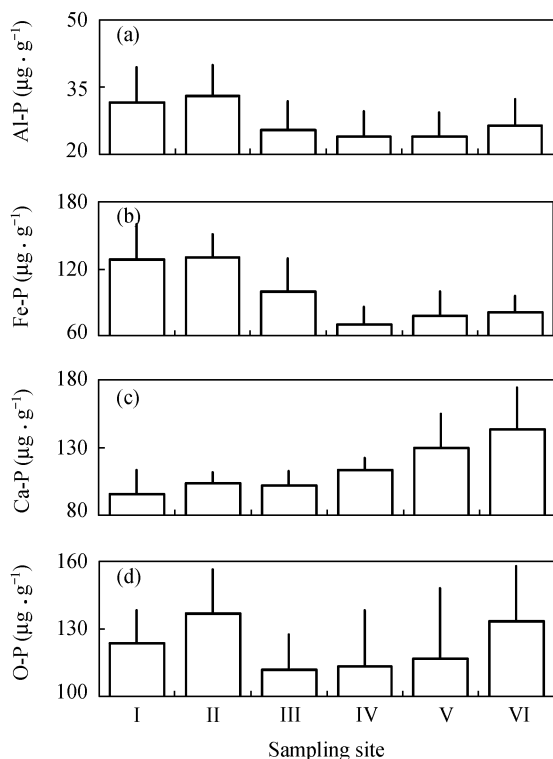 (a)
Al-P (μg · g⁻¹)
50
35
20
(b)
Fe-P (μg · g⁻¹)
180
120
60
(c)
Ca-P (μg · g⁻¹)
180
130
80
(d)
O-P (μg · g⁻¹)
160
130
100
I II III IV V VI
Sampling site